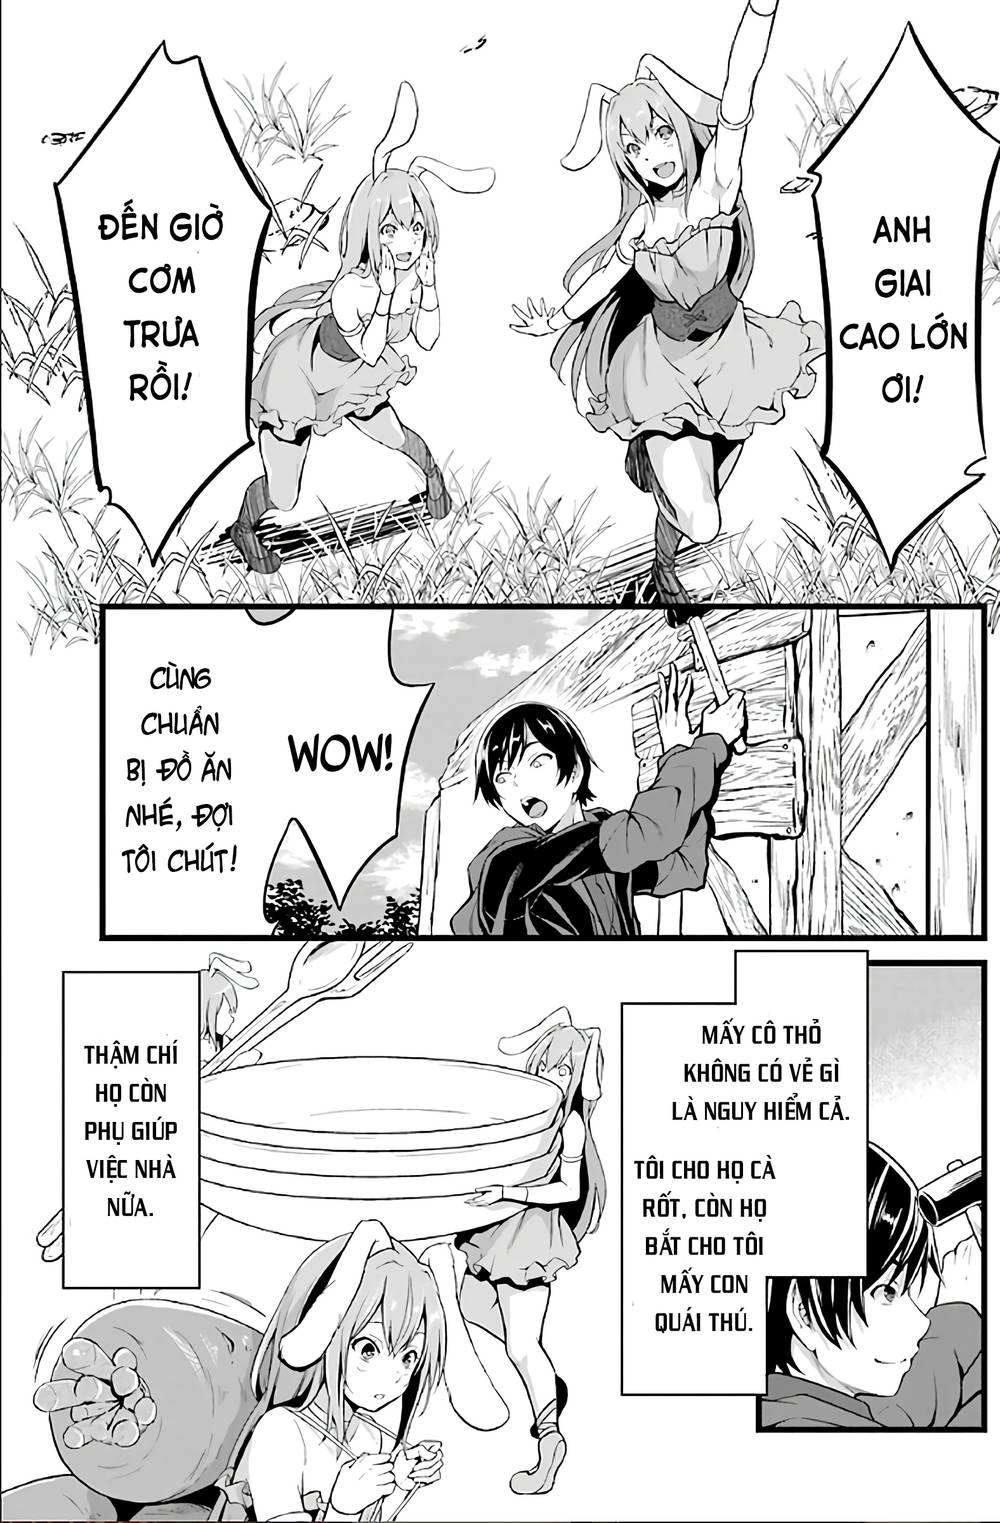 ANH
GIAI
CAO LỚN
ƠI!
ĐẾN GIỜ
CƠM
TRƯA
RỒI!
WOW!
CÙNG
CHUẨN
BỊ ĐỒ ĂN
NHÉ, ĐỢI
TÔI CHÚT!
MẤY CÔ THỎ
KHÔNG CÓ VẺ GÌ
LÀ NGUY HIỂM CẢ.
TÔI CHO HỌ CÀ
RỐT, CÒN HỌ
BẮT CHO TÔI
MẤY CON
QUÁI THÚ.
THẬM CHÍ
HỌ CÒN
PHỤ GIÚP
VIỆC NHÀ
NỮA.